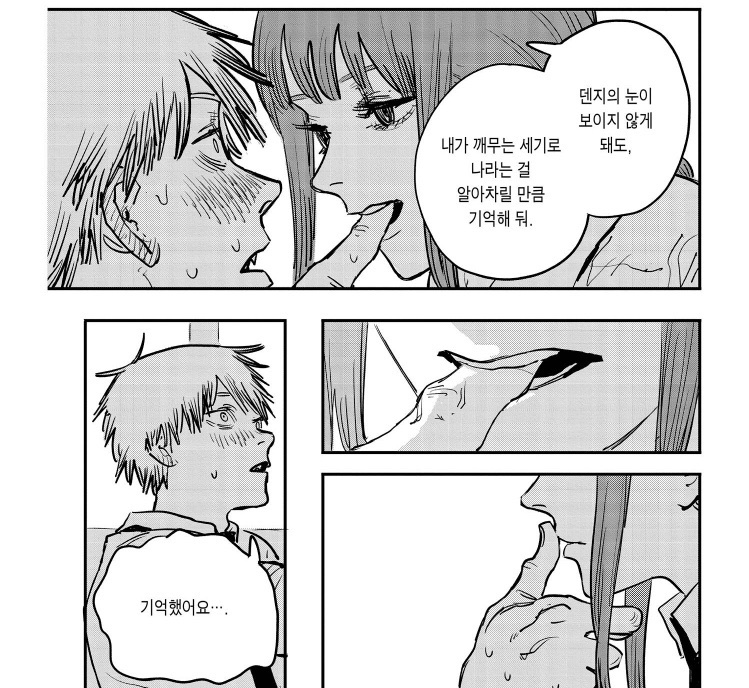 덴지의 눈이
보이지 않게
돼도,
내가 깨무는 세기로
나라는 걸
알아차릴 만큼
기억해 둬.
기억했어요….